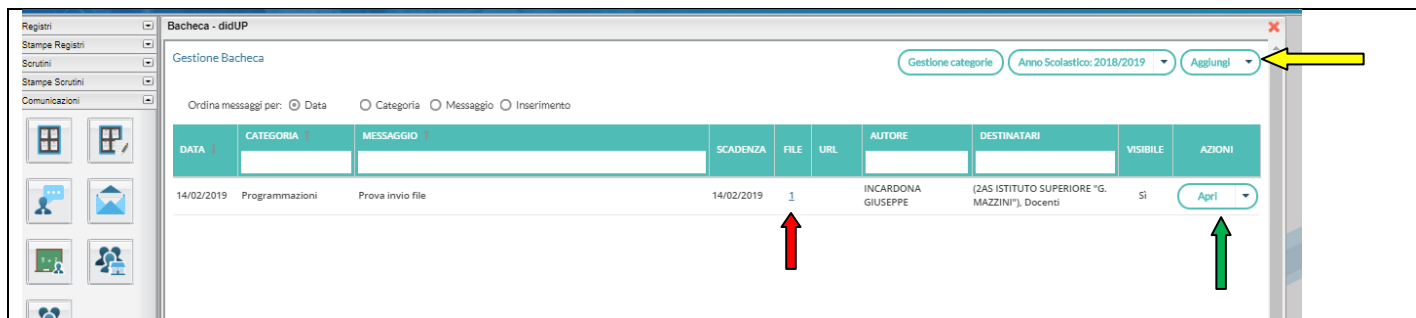 Registri
Stampe Registri
Scrutini
Stampe Scrutini
Comunicazioni
Bacheca - didUP
Gestione Bacheca
Gestione categorie
Anno Scolastico: 2018/2019
Aggiungi
Ordina messaggi per: Data Categoria Messaggio Inserimento
DATA CATEGORIA MESSAGGIO SCADENZA FILE URL AUTORE DESTINATARI VISIBILE AZIONI
14/02/2019 Programmazioni Prova invio file 14/02/2019 1 INCARDONA (2AS ISTITUTO SUPERIORE "G. Sì Apri
GIUSEPPE MAZZINI"), Docenti